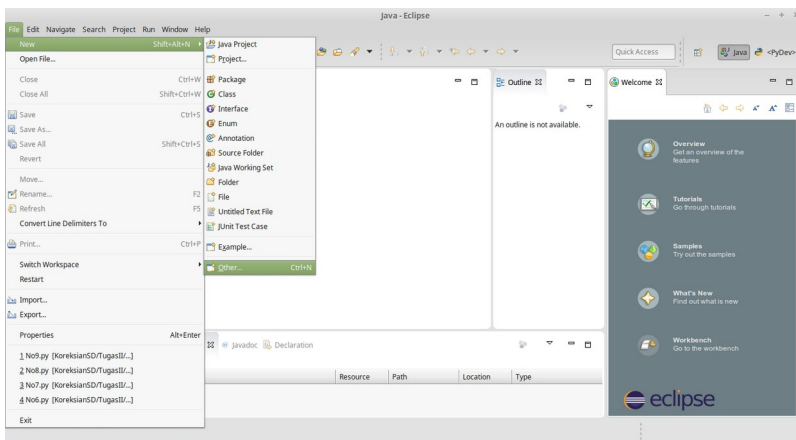 Java - Eclipse
File Edit Navigate Search Project Run Window Help
New Shift+Alt+N
Open File...
Close Ctrl+W
Close All Shift+Ctrl+W
Save Ctrl+S
Save As...
Save All Shift+Ctrl+S
Revert
Move...
Rename... F2
Refresh F5
Convert Line Delimiters To
Print... Ctrl+P
Switch Workspace
Restart
Import...
Export...
Properties Alt+Enter
1 No9.py [KoreksianSD/TugasII/...]
2 No8.py [KoreksianSD/TugasII/...]
3 No7.py [KoreksianSD/TugasII/...]
4 No6.py [KoreksianSD/TugasII/...]
Exit
Java Project
Project...
Package
Class
Interface
Enum
Annotation
Source Folder
Java Working Set
Folder
File
Untitled Text File
JUnit Test Case
Example...
Other... Ctrl+N
Quick Access
Java
<PyDev>
Outline
An outline is not available.
Welcome
Overview
Get an overview of the
features
Tutorials
Go through tutorials
Samples
Try out the samples
What's New
Find out what is new
Workbench
Go to the workbench
eclipse
Javadoc Declaration
Resource Path Location Type